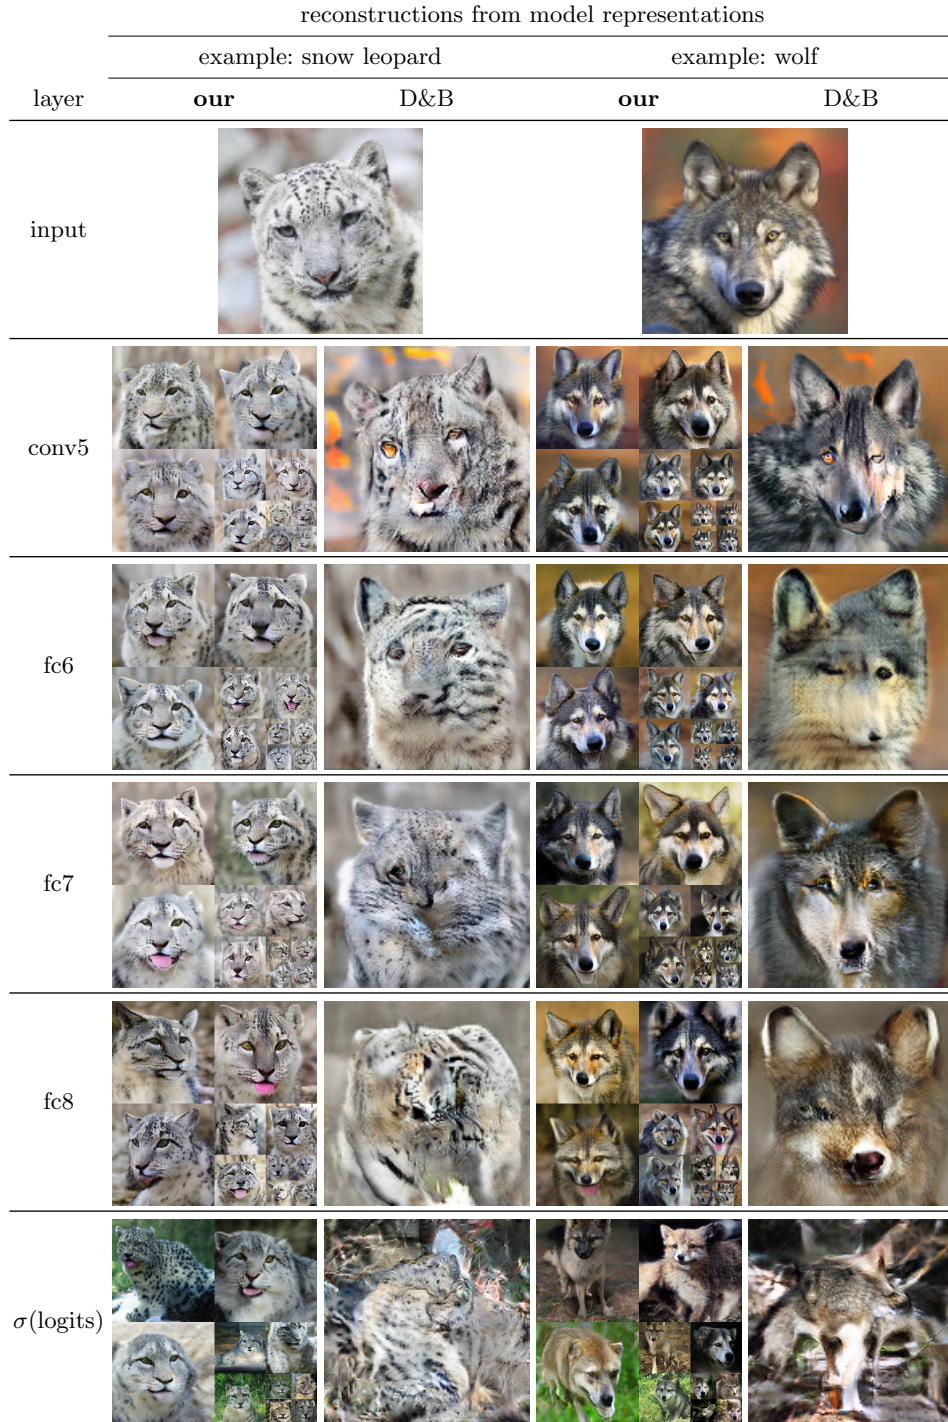 reconstructions from model representations
example: snow leopard example: wolf
layer our D&B our D&B
input
conv5
fc6
fc7
fc8
σ(logits)